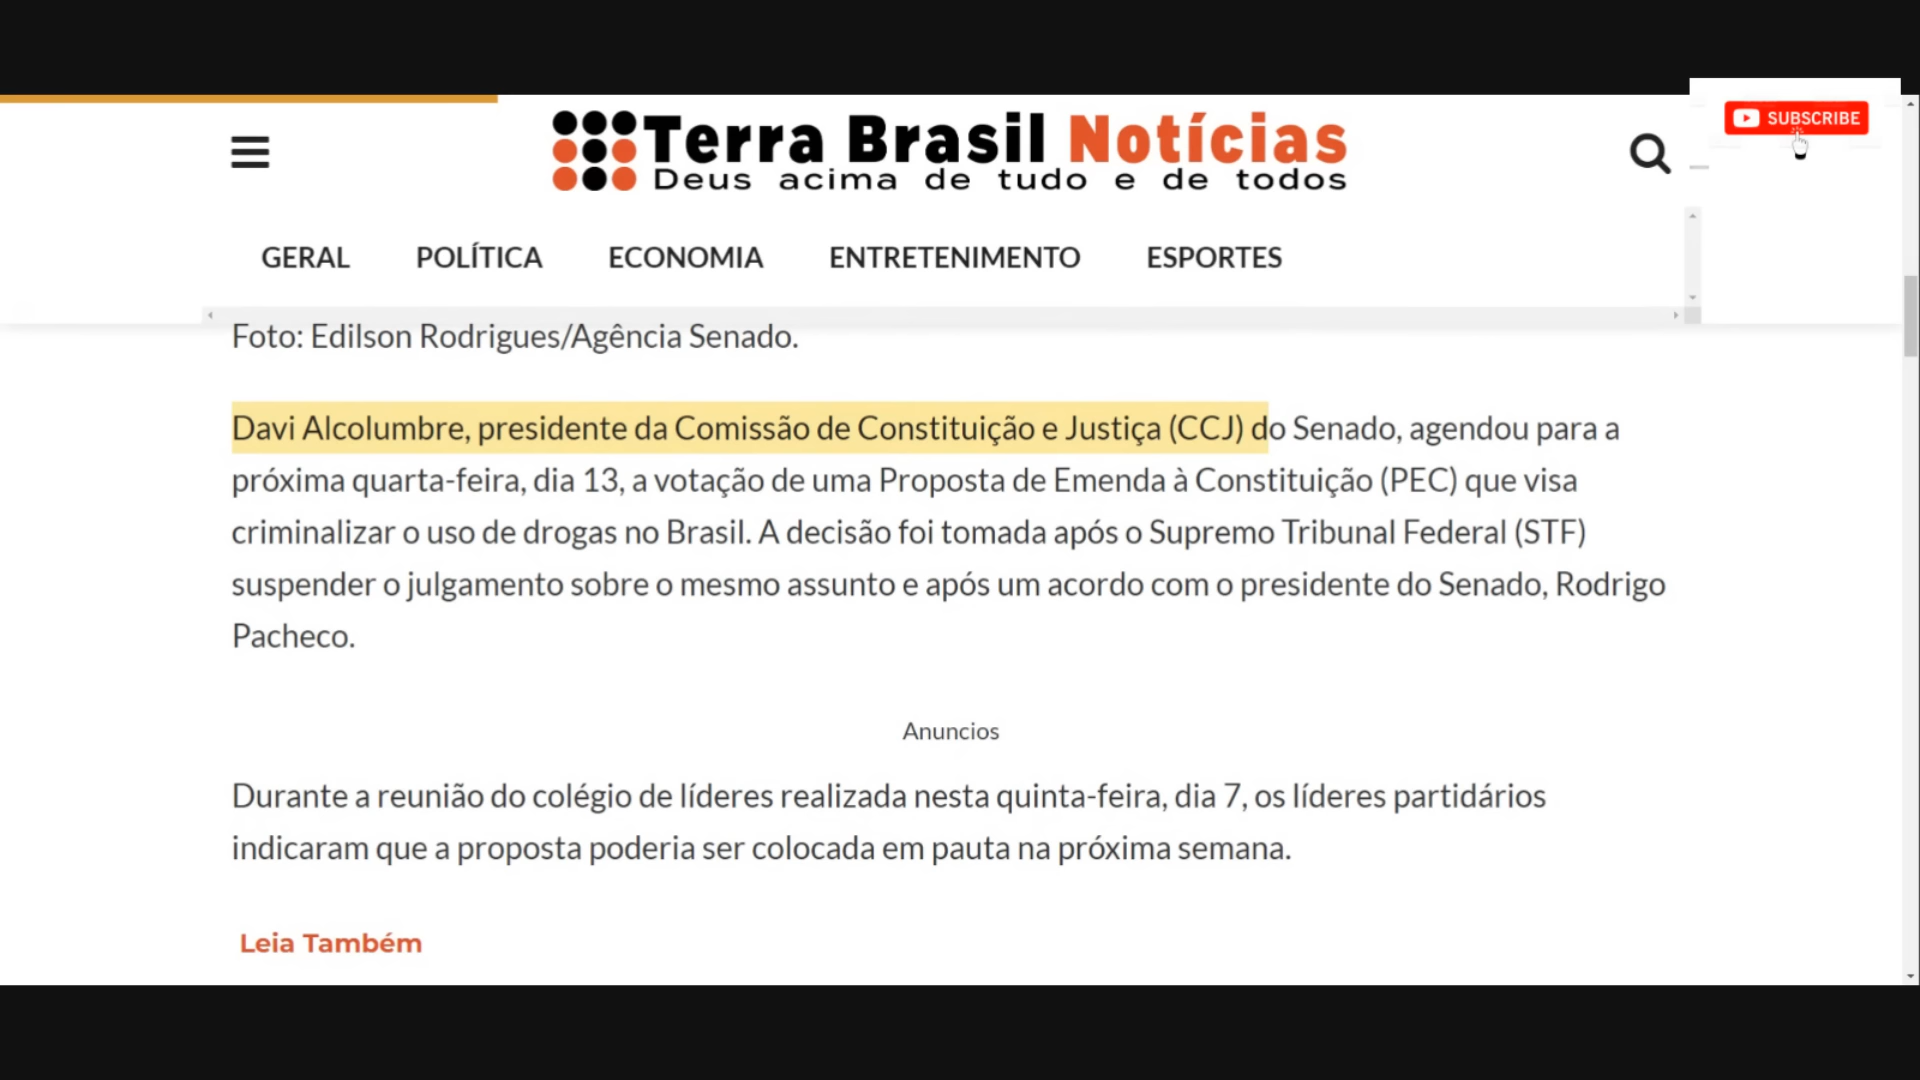 SUBSCRIBE
Terra Brasil Notícias
Deus acima de tudo e de todos
GERAL POLÍTICA ECONOMIA ENTRETENIMENTO ESPORTES
Foto: Edilson Rodrigues/Agência Senado.
Davi Alcolumbre, presidente da Comissão de Constituição e Justiça (CCJ) do Senado, agendou para a
próxima quarta-feira, dia 13, a votação de uma Proposta de Emenda à Constituição (PEC) que visa
criminalizar o uso de drogas no Brasil. A decisão foi tomada após o Supremo Tribunal Federal (STF)
suspender o julgamento sobre o mesmo assunto e após um acordo com o presidente do Senado, Rodrigo
Pacheco.
Anuncios
Durante a reunião do colégio de líderes realizada nesta quinta-feira, dia 7, os líderes partidários
indicaram que a proposta poderia ser colocada em pauta na próxima semana.
Leia Também